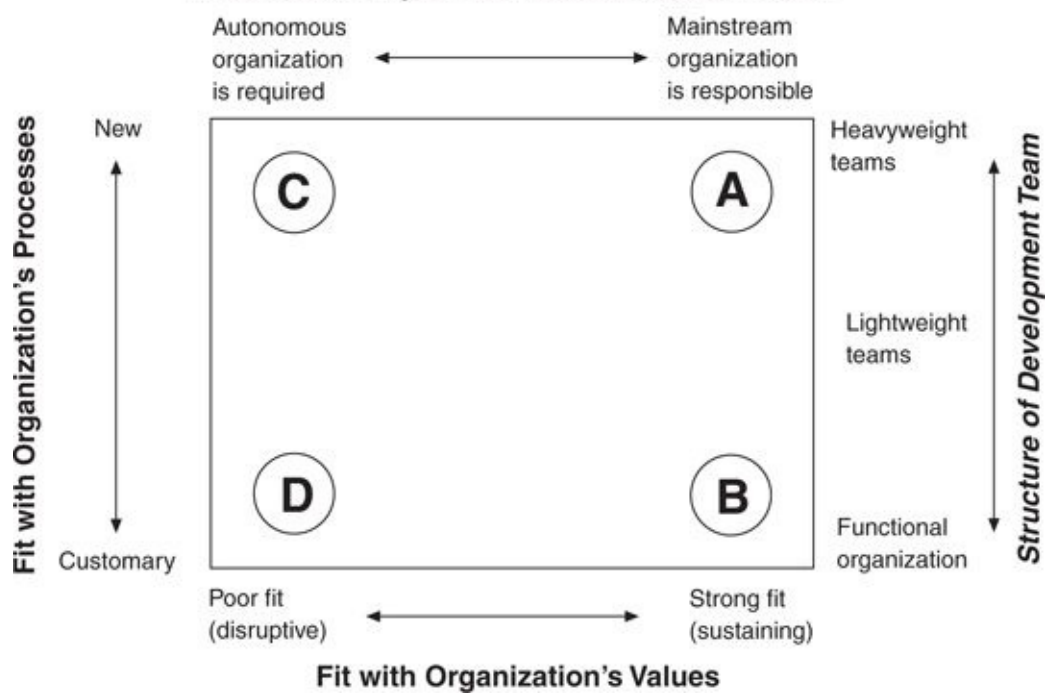 Autonomous
organization
is required
Mainstream
organization
is responsible
New
Heavyweight
teams
Fit with Organization's Processes
C
A
Structure of Development Team
Lightweight
teams
D
B
Functional
organization
Customary
Poor fit
(disruptive)
Strong fit
(sustaining)
Fit with Organization's Values